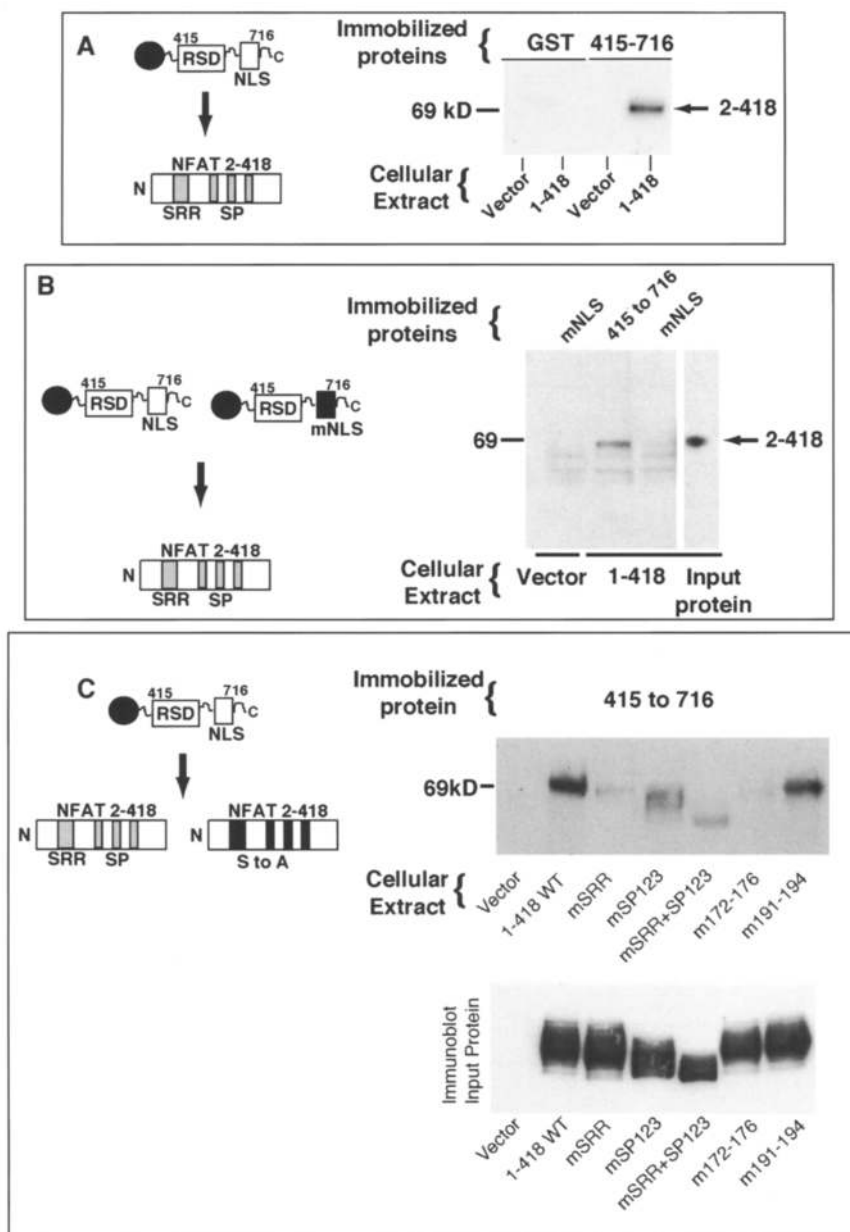 A
415
716
RSD
C
NLS
NFAT 2-418
N
SRR
SP
Immobilized
proteins
{
GST
415-716
69 kD
2-418
Cellular
Extract
{
Vector
1-418
Vector
1-418
B
415
716
RSD
C
NLS
415
716
RSD
C
mNLS
NFAT 2-418
N
SRR
SP
Immobilized
proteins
{
mNLS
415 to 716
mNLS
69
2-418
Cellular
Extract
{
Vector
1-418
Input
protein
C
415
716
RSD
C
NLS
NFAT 2-418
N
SRR
SP
NFAT 2-418
N
S to A
Immobilized
protein
{
415 to 716
69kD
Cellular
Extract
{
Vector
1-418 WT
mSRR
mSP123
mSRR+SP123
m172-176
m191-194
Immunoblot
Input Protein
Vector
1-418 WT
mSRR
mSP123
mSRR+SP123
m172-176
m191-194